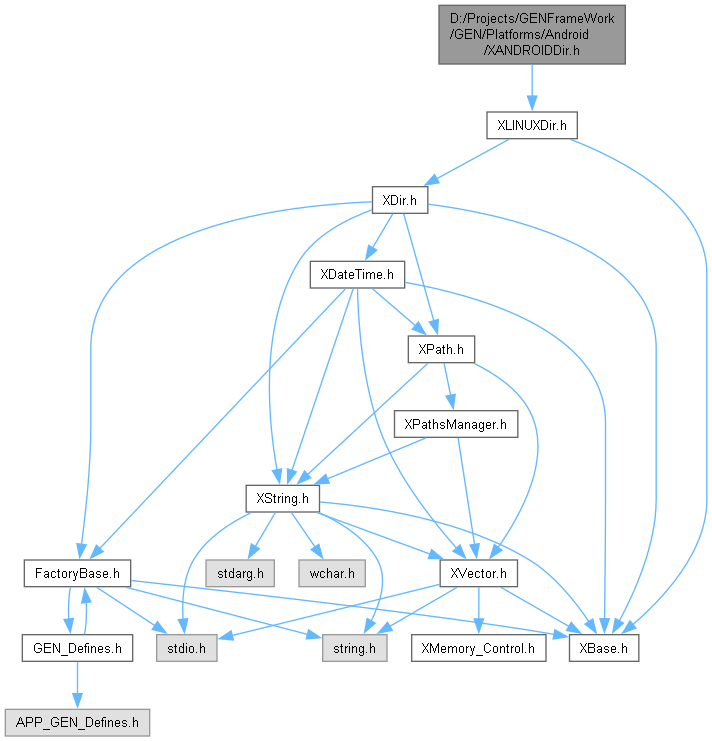 D:/Projects/GENFrameWork
/GEN/Platforms/Android
/XANDROIDDir.h
XLINUXDir.h
XDir.h
XDateTime.h
XPath.h
XPathsManager.h
XString.h
stdarg.h
wchar.h
FactoryBase.h
XVector.h
GEN_Defines.h
stdio.h
string.h
XMemory_Control.h
XBase.h
APP_GEN_Defines.h